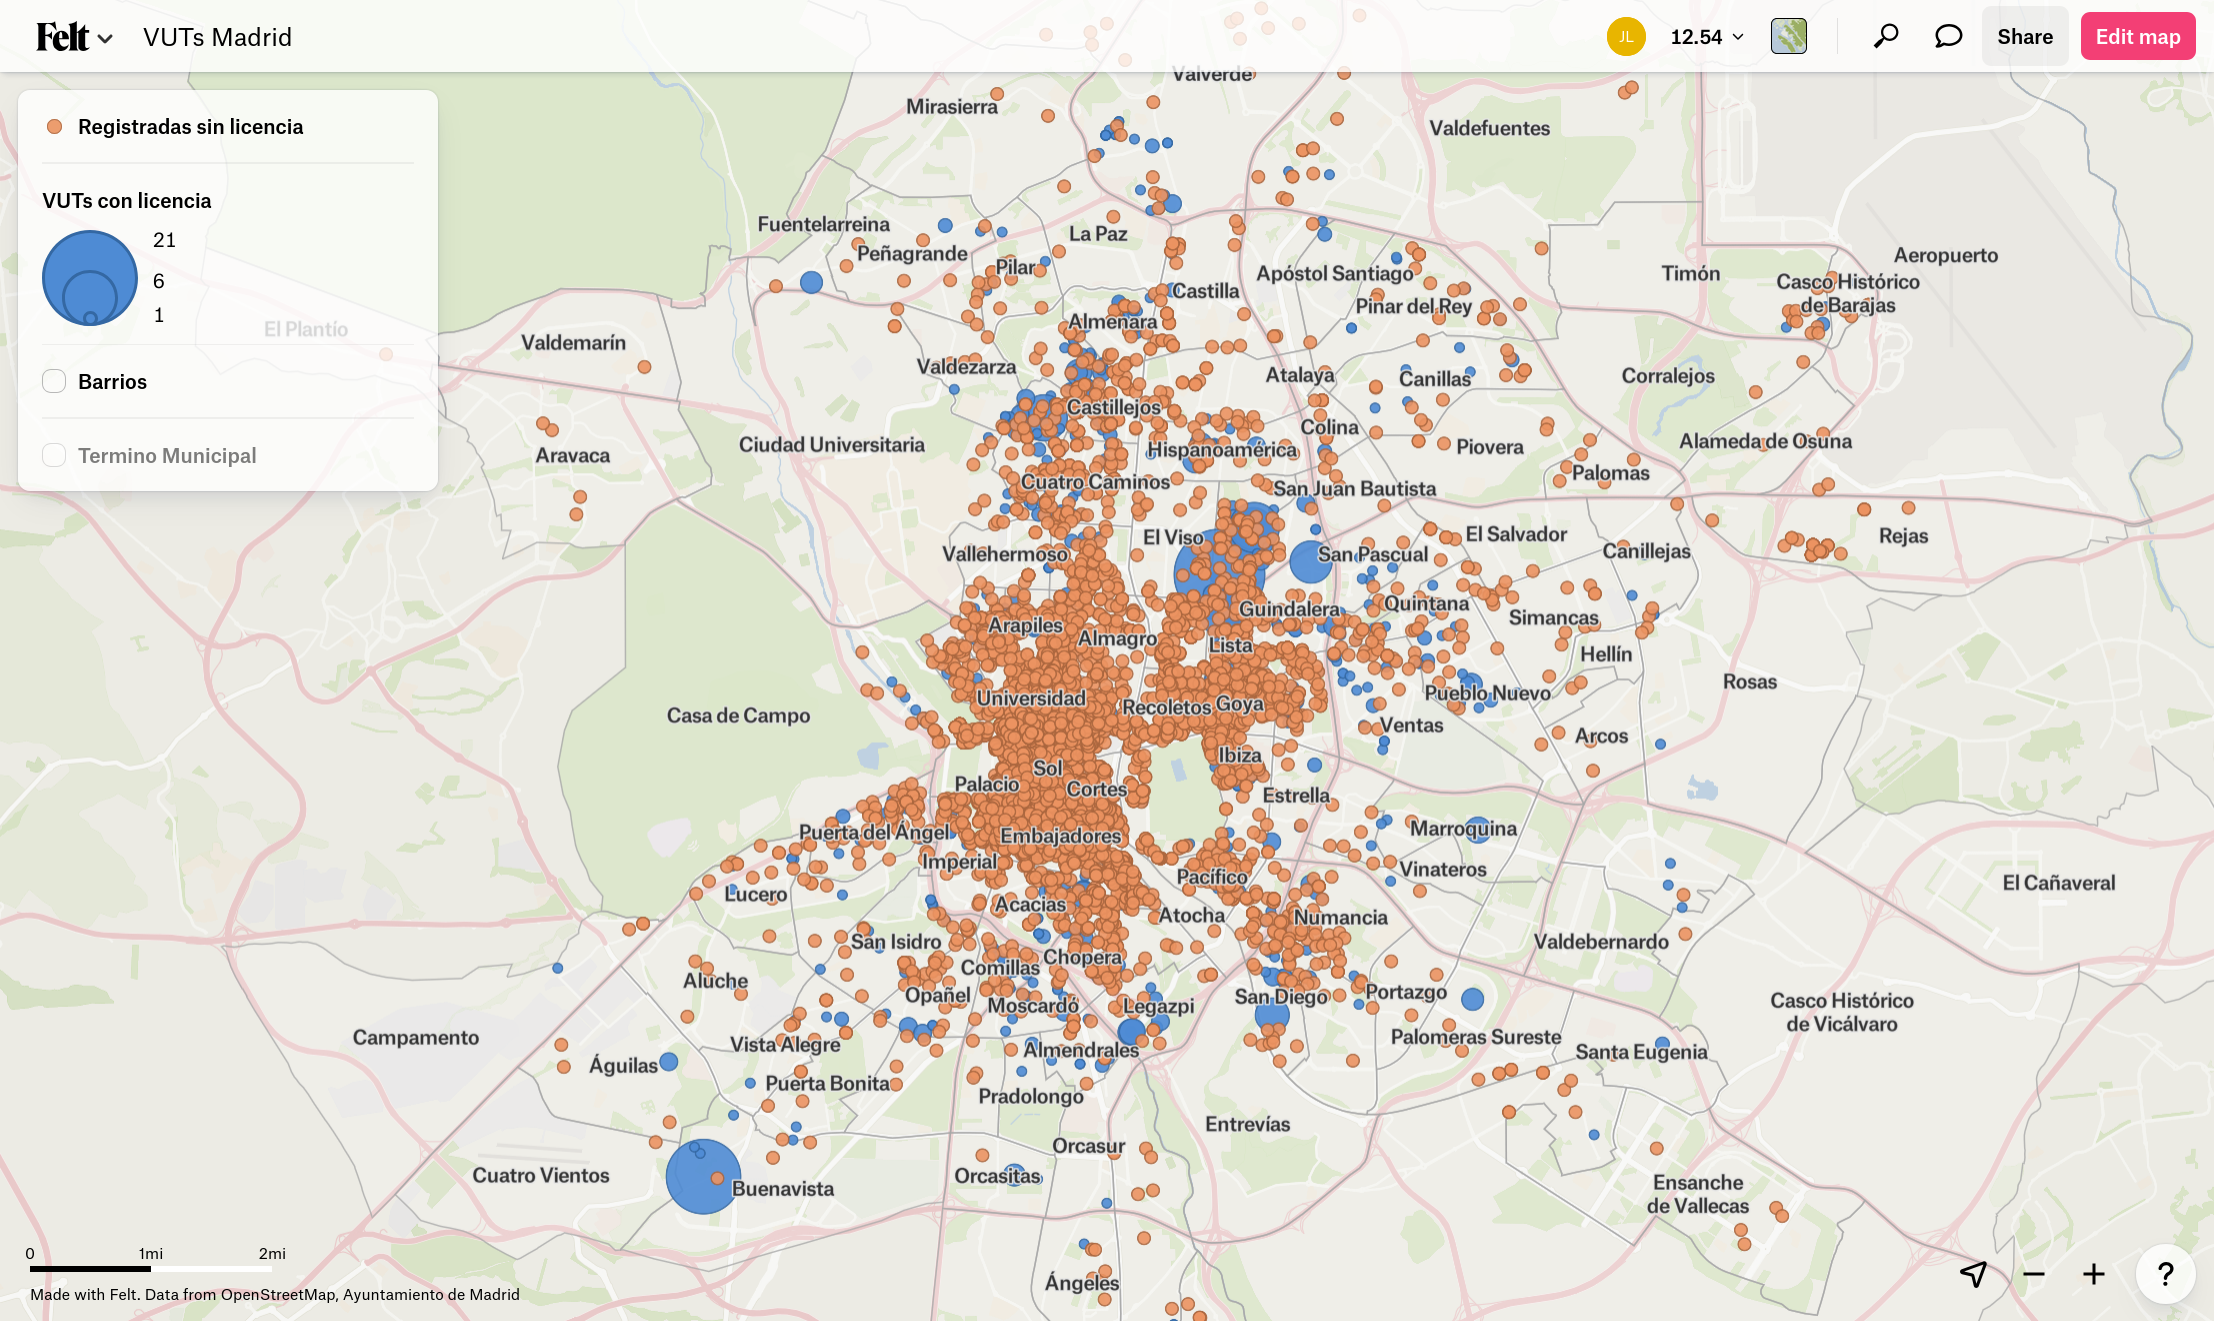 Felt
VUTs Madrid
JL
12.54
Share
Edit map
Registradas sin licencia
VUTs con licencia
21
6
1
Barrios
Termino Municipal
Valverde
Mirasierra
Valdefuentes
Fuentelarreina
La Paz
Peñagrande
Pilar
Apóstol Santiago
Timón
Aeropuerto
Casco Histórico
de Barajas
Castilla
Pinar del Rey
Almenara
El Plantío
Valdemarín
Valdezarza
Atalaya
Canillas
Corralejos
Castillejos
Colina
Ciudad Universitaria
Hispanoamérica
Piovera
Alameda de Osuna
Aravaca
Palomas
Cuatro Caminos
San Juan Bautista
El Viso
El Salvador
Rejas
Vallehermoso
San Pascual
Canillejas
Guindalera
Quintana
Simancas
Arapiles
Almagro
Lista
Hellín
Rosas
Universidad
Recoletos
Goya
Pueblo Nuevo
Casa de Campo
Ventas
Arcos
Ibiza
Sol
Palacio
Cortes
Estrella
Puerta del Ángel
Embajadores
Marroquina
Imperial
Pacífico
Vinateros
El Cañaveral
Lucero
Acacias
Atocha
Numancia
San Isidro
Valdebernardo
Chopera
Comillas
Aluche
Opañel
Moscardó
Legazpi
San Diego
Portazgo
Casco Histórico
de Vicálvaro
Campamento
Vista Alegre
Almendrales
Palomeras Sureste
Santa Eugenia
Águilas
Puerta Bonita
Pradolongo
Entrevías
Orcasur
Cuatro Vientos
Buenavista
Orcasitas
Ensanche
de Vallecas
Ángeles
0 1mi 2mi
Made with Felt. Data from OpenStreetMap, Ayuntamiento de Madrid
?